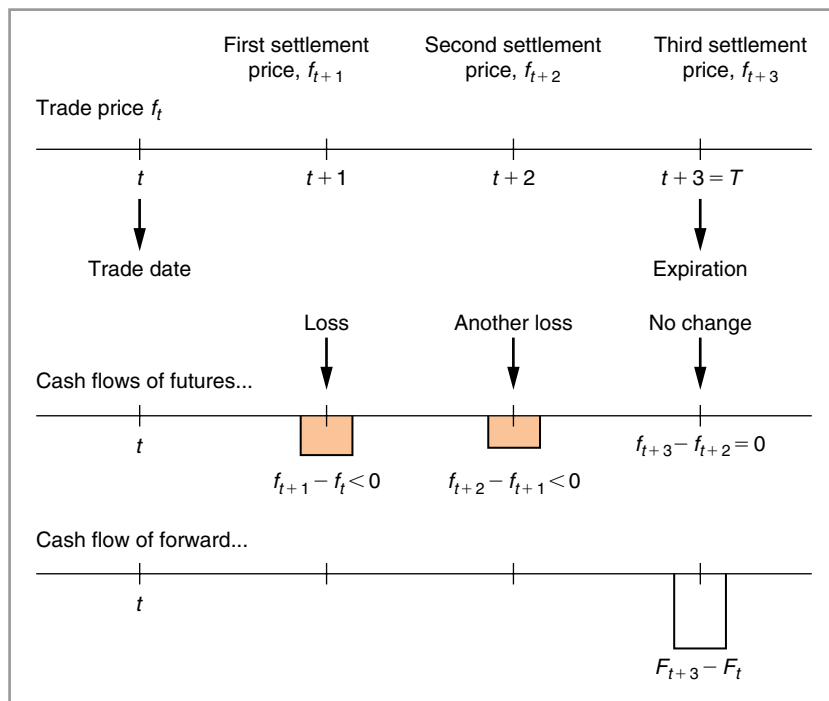 First settlement
price, f_{t+1}
Second settlement
price, f_{t+2}
Third settlement
price, f_{t+3}
Trade price f_t
t
t+1
t+2
t+3=T
Trade date
Expiration
Loss
Another loss
No change
Cash flows of futures...
t
f_{t+1} − f_t < 0
f_{t+2} − f_{t+1} < 0
f_{t+3} − f_{t+2} = 0
Cash flow of forward...
t
F_{t+3} − F_t